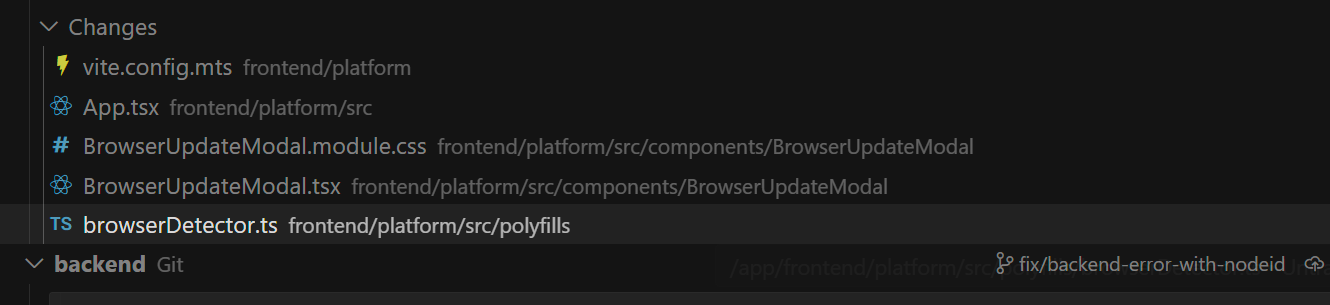 Changes
vite.config.mts frontend/platform
App.tsx frontend/platform/src
# BrowserUpdateModal.module.css frontend/platform/src/components/BrowserUpdateModal
BrowserUpdateModal.tsx frontend/platform/src/components/BrowserUpdateModal
TS browserDetector.ts frontend/platform/src/polyfills
backend Git fix/backend-error-with-nodeid
/app/frontend/platform/src/